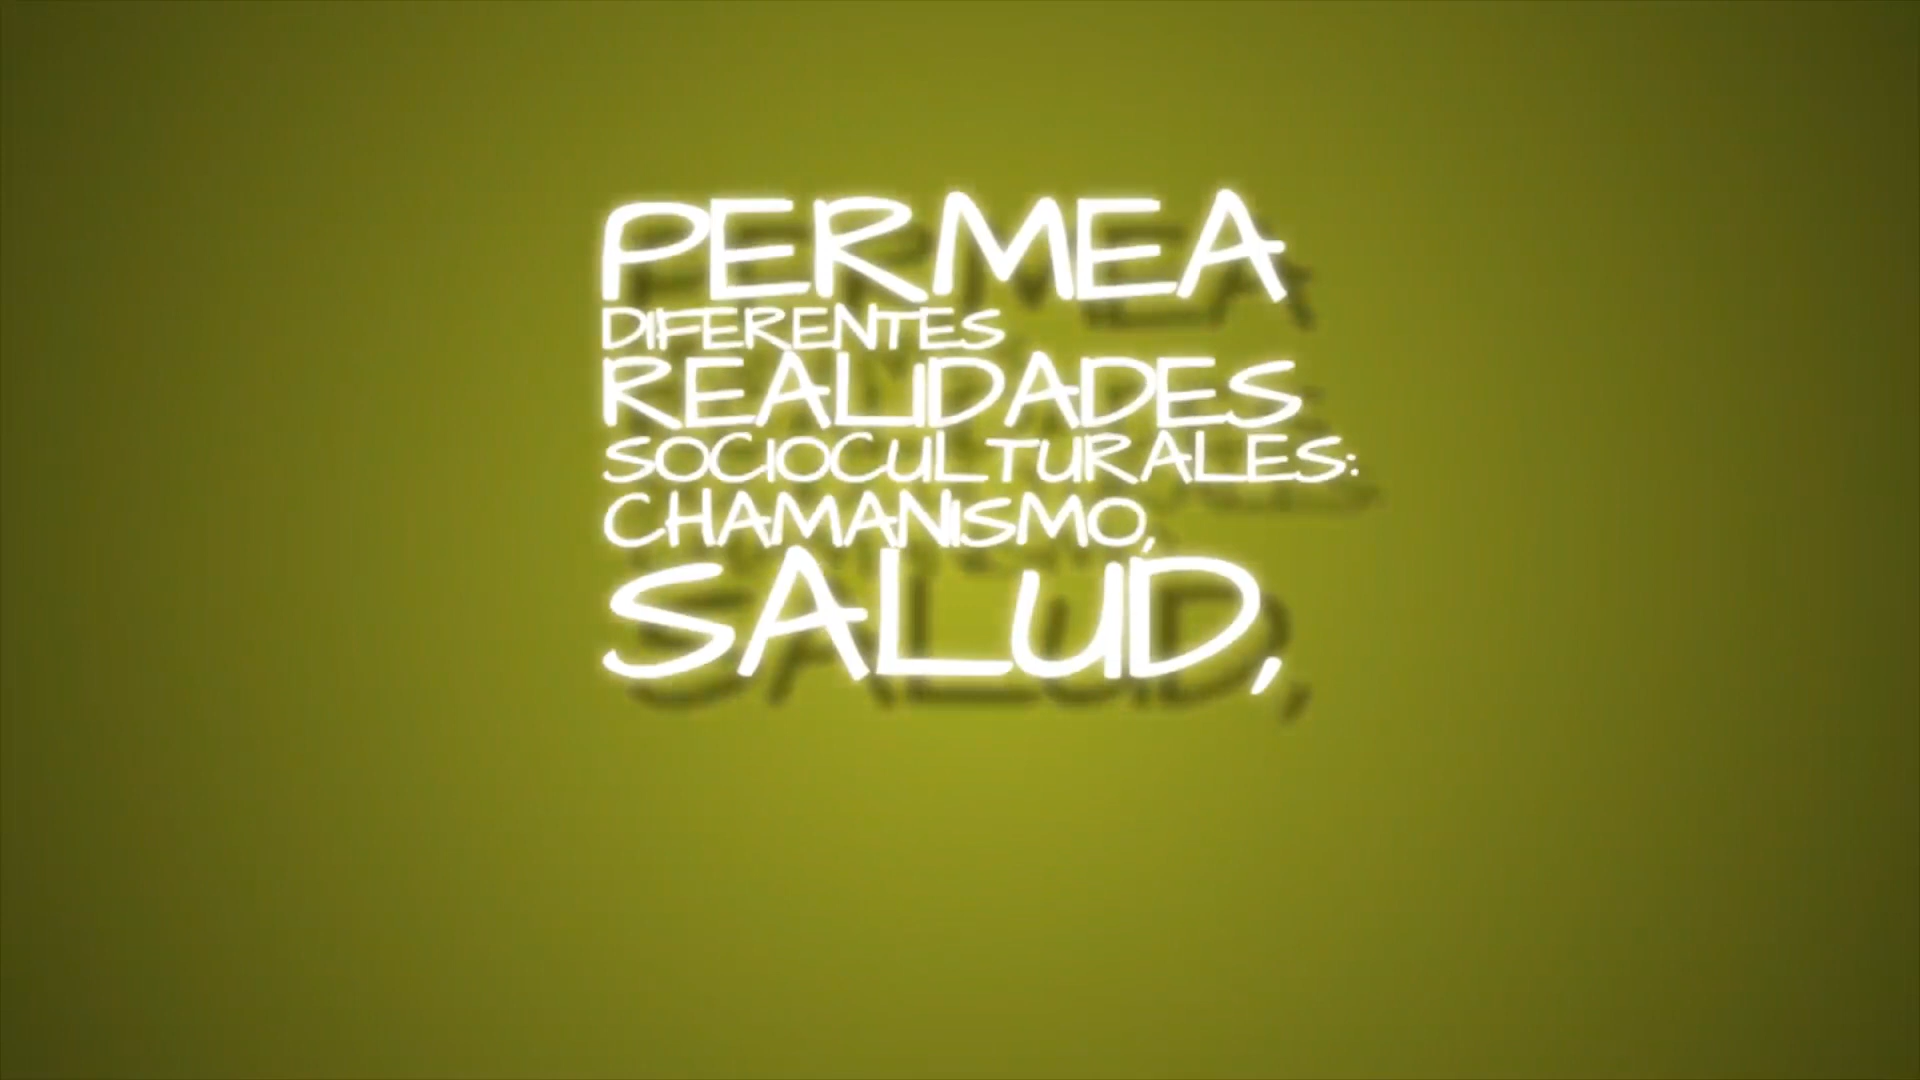 PERMEA
DIFERENTES
REALIDADES
SOCIOCULTURALES:
CHAMANISMO,
SALUD,